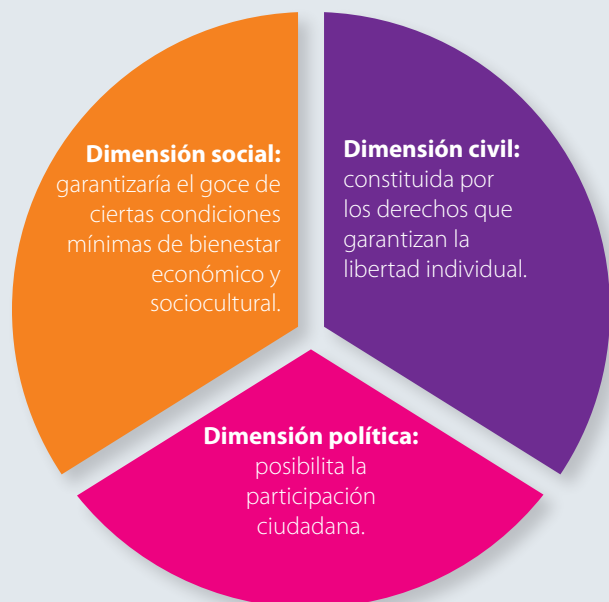 Dimensión social:
garantizaría el goce de
ciertas condiciones
mínimas de bienestar
económico y
sociocultural.
Dimensión civil:
constituida por
los derechos que
garantizan la
libertad individual.
Dimensión política:
posibilita la
participación
ciudadana.